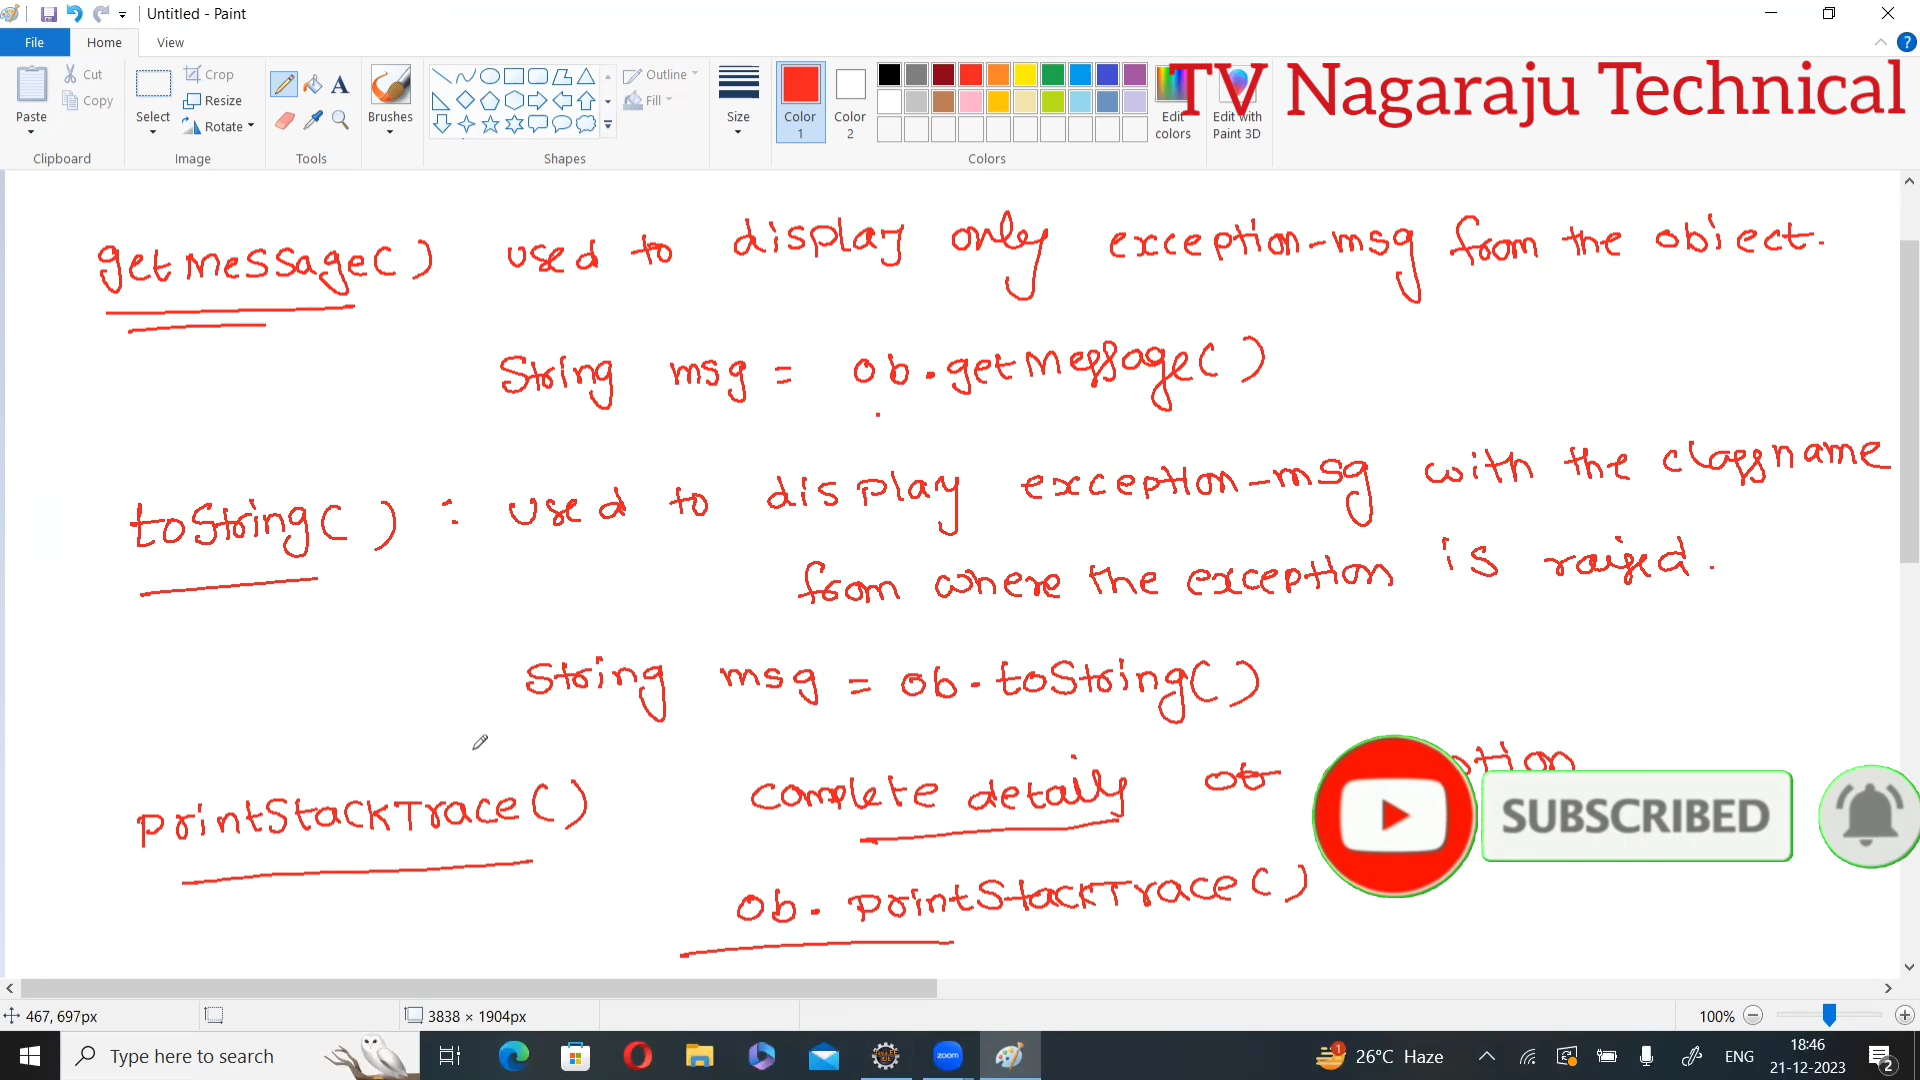 Untitled - Paint
File Home View
Cut
Copy
Paste
Clipboard
Select
Crop
Resize
Rotate
Image
Tools
Brushes
Shapes
Outline
Fill
Size
Color 1
Color 2
Colors
Edit colors
Edit with Paint 3D
TV Nagaraju Technical
getMessage() used to display only exception-msg from the object.
String msg = ob.getMessage()
toString() : used to display exception-msg with the classname
from where the exception is raised.
String msg = ob.toString()
printStackTrace() complete details of
ob.printStackTrace()
SUBSCRIBED
467, 697px
3838 × 1904px
100%
Type here to search
zoom
1
26°C Haze
ENG
18:46
21-12-2023
2